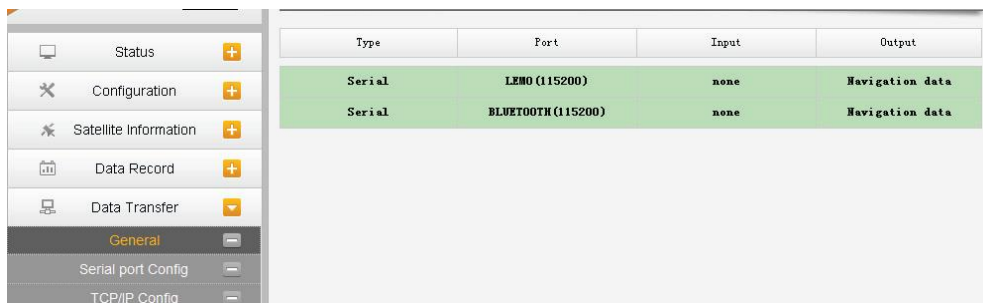 Type Port Input Output
Serial LEMO(115200) none Navigation data
Serial BLUETOOTH(115200) none Navigation data
Status
Configuration
Satellite Information
Data Record
Data Transfer
General
Serial port Config
TCP/IP Config